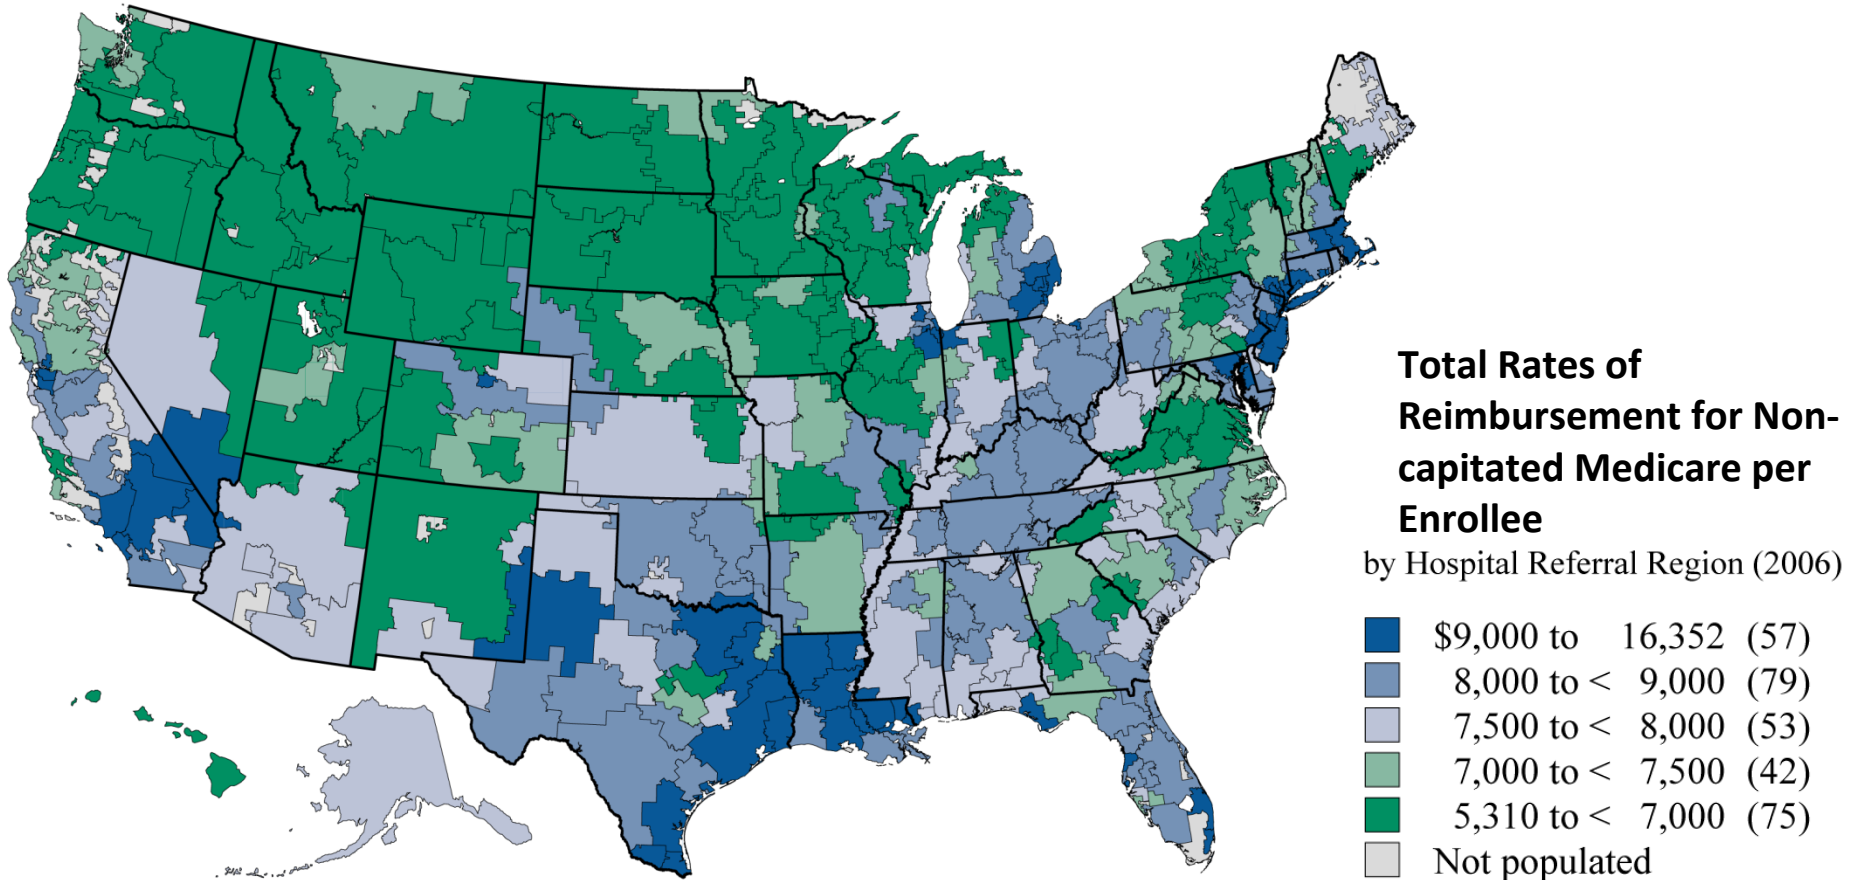 Total Rates of
Reimbursement for Non-
capitated Medicare per
Enrollee
by Hospital Referral Region (2006)
$9,000 to 16,352 (57)
8,000 to < 9,000 (79)
7,500 to < 8,000 (53)
7,000 to < 7,500 (42)
5,310 to < 7,000 (75)
Not populated